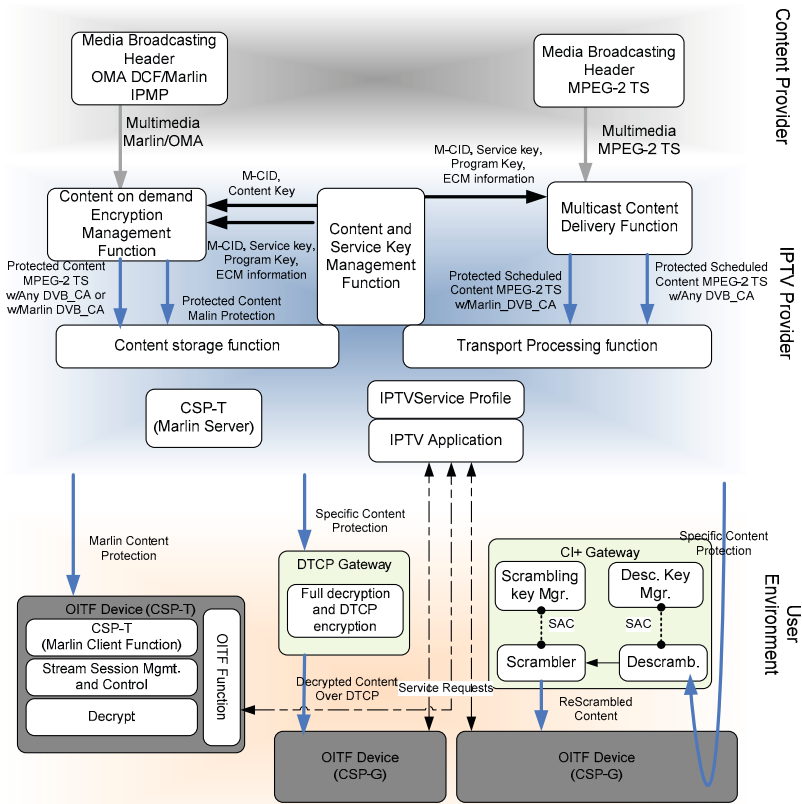 Media Broadcasting
Header
OMA DCF/Marlin
IPMP
Media Broadcasting
Header
MPEG-2 TS
Content Provider
Multimedia
Marlin/OMA
Multimedia
MPEG-2 TS
M-CID,
Content Key
M-CID, Service key,
Program Key,
ECM information
Content on demand
Encryption
Management
Function
Content and
Service Key
Management
Function
Multicast Content
Delivery Function
M-CID, Service key,
Program Key,
ECM information
IPTV Provider
Protected Content
MPEG-2 TS
w/Any DVB_CA or
w/Marlin DVB_CA
Protected Content
Malin Protection
Protected Scheduled
Content MPEG-2 TS
w/Marlin_DVB_CA
Protected Scheduled
Content MPEG-2 TS
w/Any DVB_CA
Content storage function
Transport Processing function
CSP-T
(Marlin Server)
IPTVService Profile
IPTV Application
Marlin Content
Protection
Specific Content
Protection
Specific Content
Protection
User
Environment
DTCP Gateway
Full decryption
and DTCP
encryption
CI+ Gateway
Scrambling
key Mgr.
Desc. Key
Mgr.
SAC
SAC
Scrambler
Descramb.
OITF Device (CSP-T)
CSP-T
(Marlin Client Function)
Stream Session Mgmt.
and Control
Decrypt
OITF Function
Decrypted Content
Over DTCP
Service Requests
ReScrambled
Content
OITF Device
(CSP-G)
OITF Device
(CSP-G)